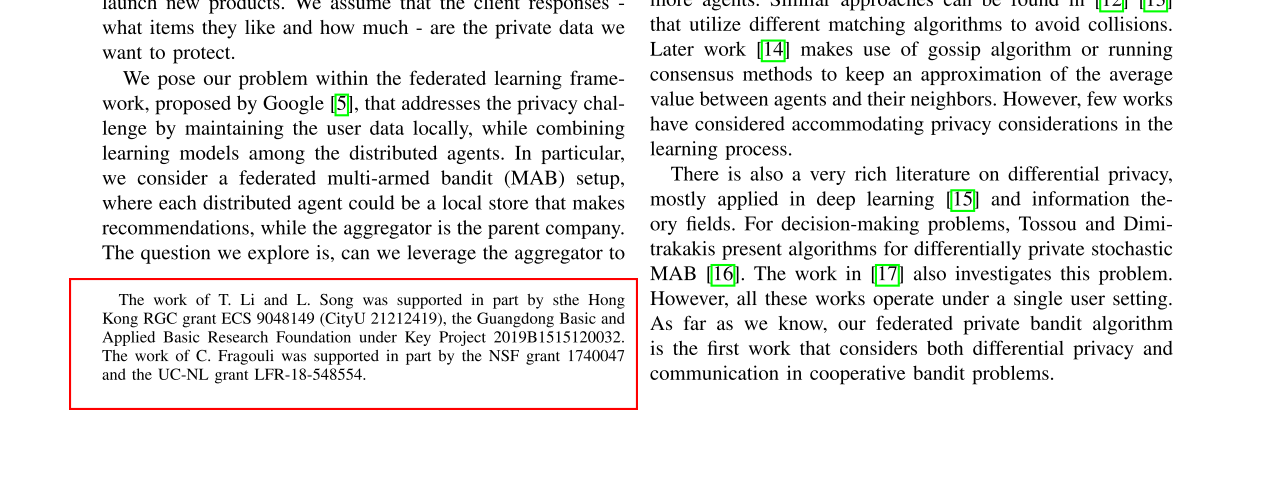 launch new products. We assume that the client responses -
what items they like and how much - are the private data we
want to protect.
We pose our problem within the federated learning frame-
work, proposed by Google [5], that addresses the privacy chal-
lenge by maintaining the user data locally, while combining
learning models among the distributed agents. In particular,
we consider a federated multi-armed bandit (MAB) setup,
where each distributed agent could be a local store that makes
recommendations, while the aggregator is the parent company.
The question we explore is, can we leverage the aggregator to
The work of T. Li and L. Song was supported in part by sthe Hong
Kong RGC grant ECS 9048149 (CityU 21212419), the Guangdong Basic and
Applied Basic Research Foundation under Key Project 2019B1515120032.
The work of C. Fragouli was supported in part by the NSF grant 1740047
and the UC-NL grant LFR-18-548554.
more agents. Similar approaches can be found in [12] [13]
that utilize different matching algorithms to avoid collisions.
Later work [14] makes use of gossip algorithm or running
consensus methods to keep an approximation of the average
value between agents and their neighbors. However, few works
have considered accommodating privacy considerations in the
learning process.
There is also a very rich literature on differential privacy,
mostly applied in deep learning [15] and information the-
ory fields. For decision-making problems, Tossou and Dimi-
trakakis present algorithms for differentially private stochastic
MAB [16]. The work in [17] also investigates this problem.
However, all these works operate under a single user setting.
As far as we know, our federated private bandit algorithm
is the first work that considers both differential privacy and
communication in cooperative bandit problems.